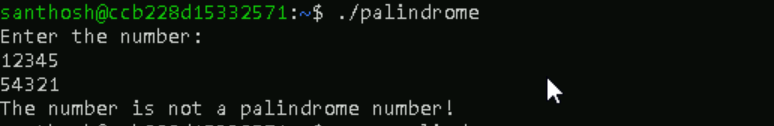 santhosh@ccb228d15332571:~$ ./palindrome
Enter the number:
12345
54321
The number is not a palindrome number!